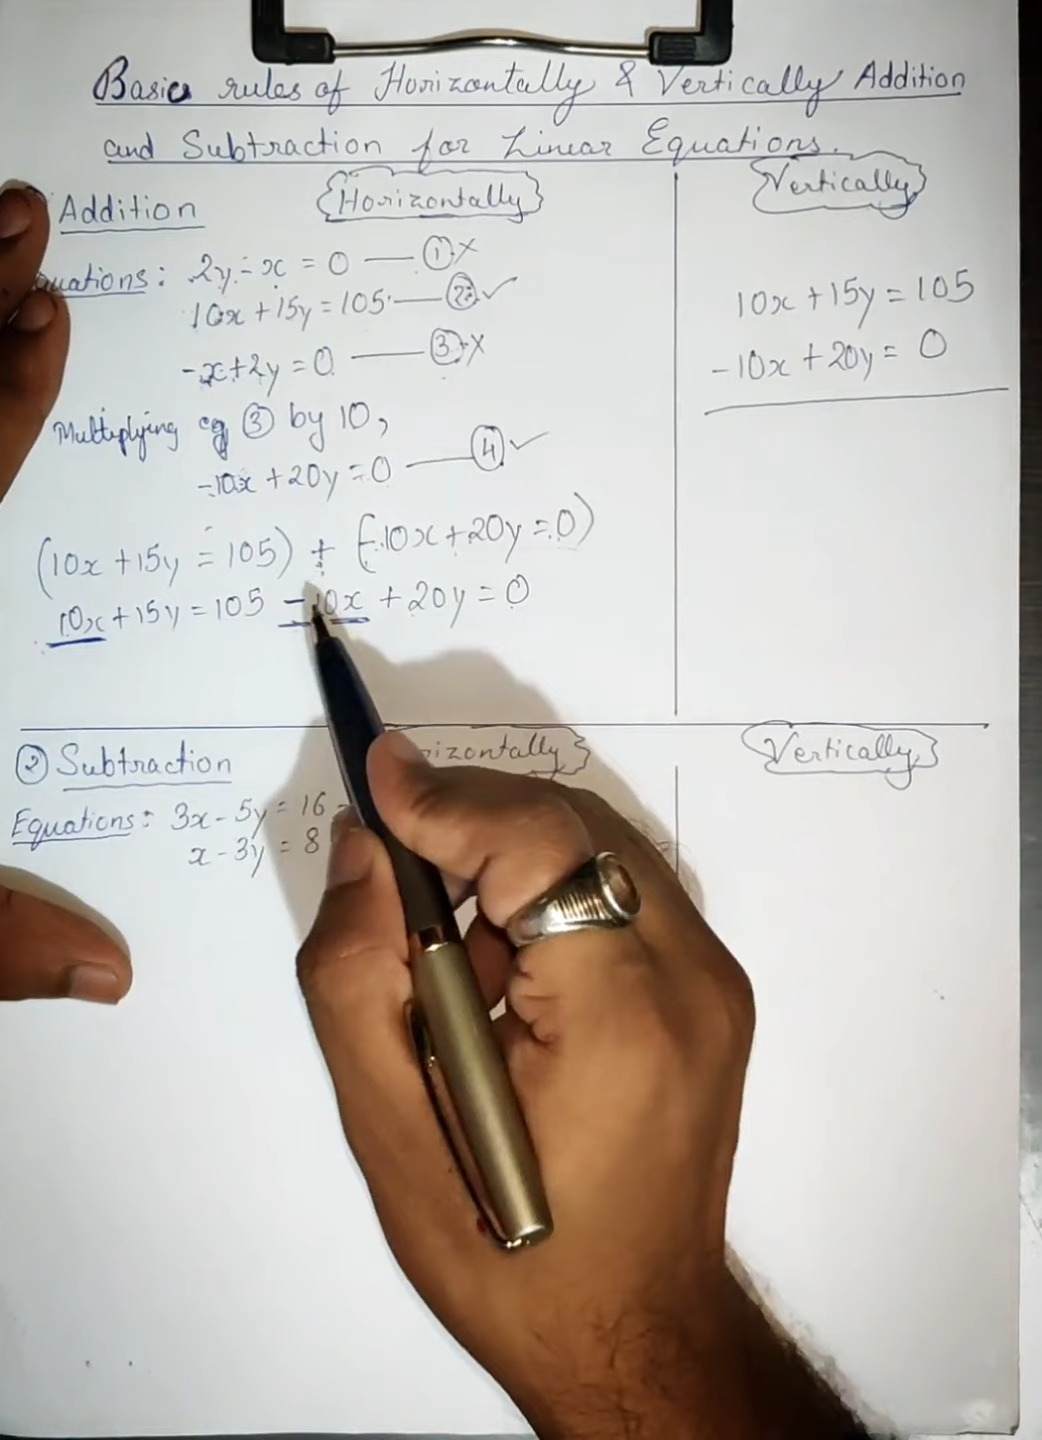 Basic rules of Horizontally & Vertically Addition
and Subtraction for Linear Equations.
Addition
Horizontally
Vertically
2y - x = 0 — ① ×
10x + 15y = 105 — ② ✓
-x + 2y = 0 — ③ ×
Multiplying eq ③ by 10,
-10x + 20y = 0 — ④ ✓
(10x + 15y = 105) + (-10x + 20y = 0)
10x + 15y = 105 - 10x + 20y = 0
10x + 15y = 105
-10x + 20y = 0
② Subtraction
Vertically
Equations: 3x - 5y = 16
x - 3y = 8